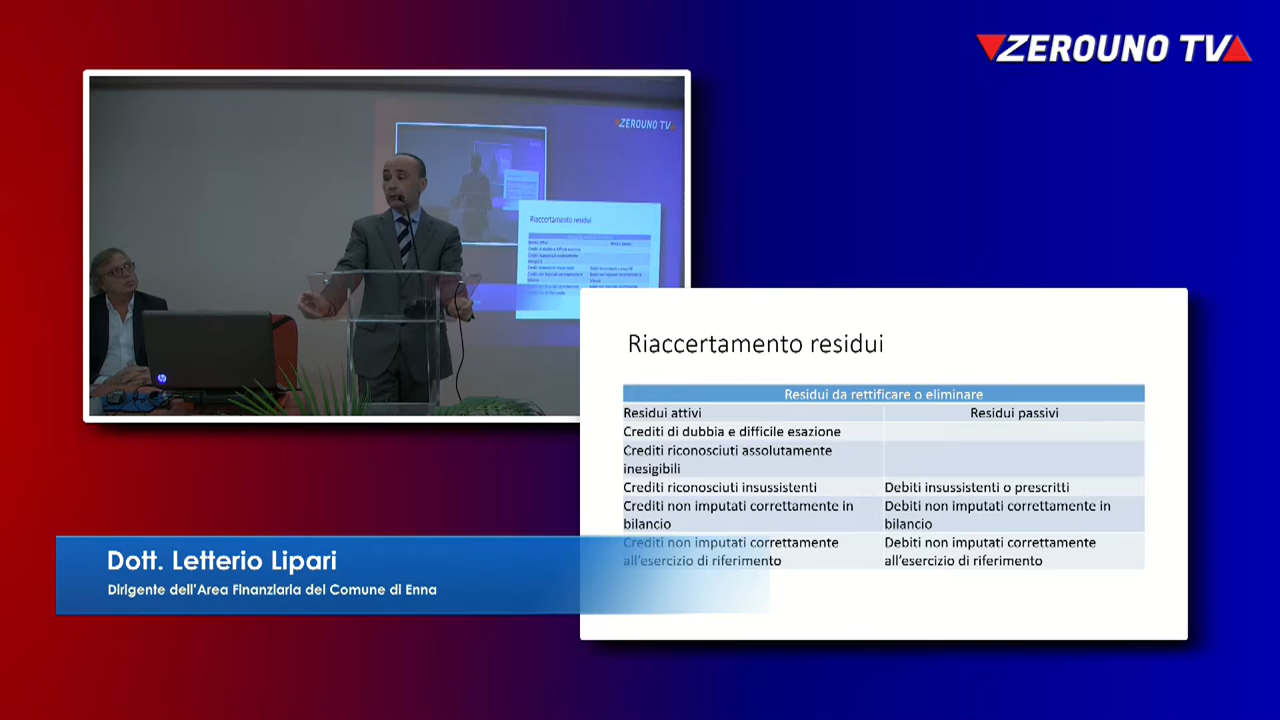 ZEROUNO TV
ZEROUNO TV
Riaccertamento residui
Riaccertamento residui
Residui da rettificare o eliminare
Residui attivi
Residui passivi
Crediti di dubbia e difficile esazione
Crediti riconosciuti assolutamente
inesigibili
Crediti riconosciuti insussistenti
Debiti insussistenti o prescritti
Crediti non imputati correttamente in
bilancio
Debiti non imputati correttamente in
bilancio
Crediti non imputati correttamente
all'esercizio di riferimento
Debiti non imputati correttamente
all'esercizio di riferimento
Dott. Letterio Lipari
Dirigente dell'Area Finanziaria del Comune di Enna